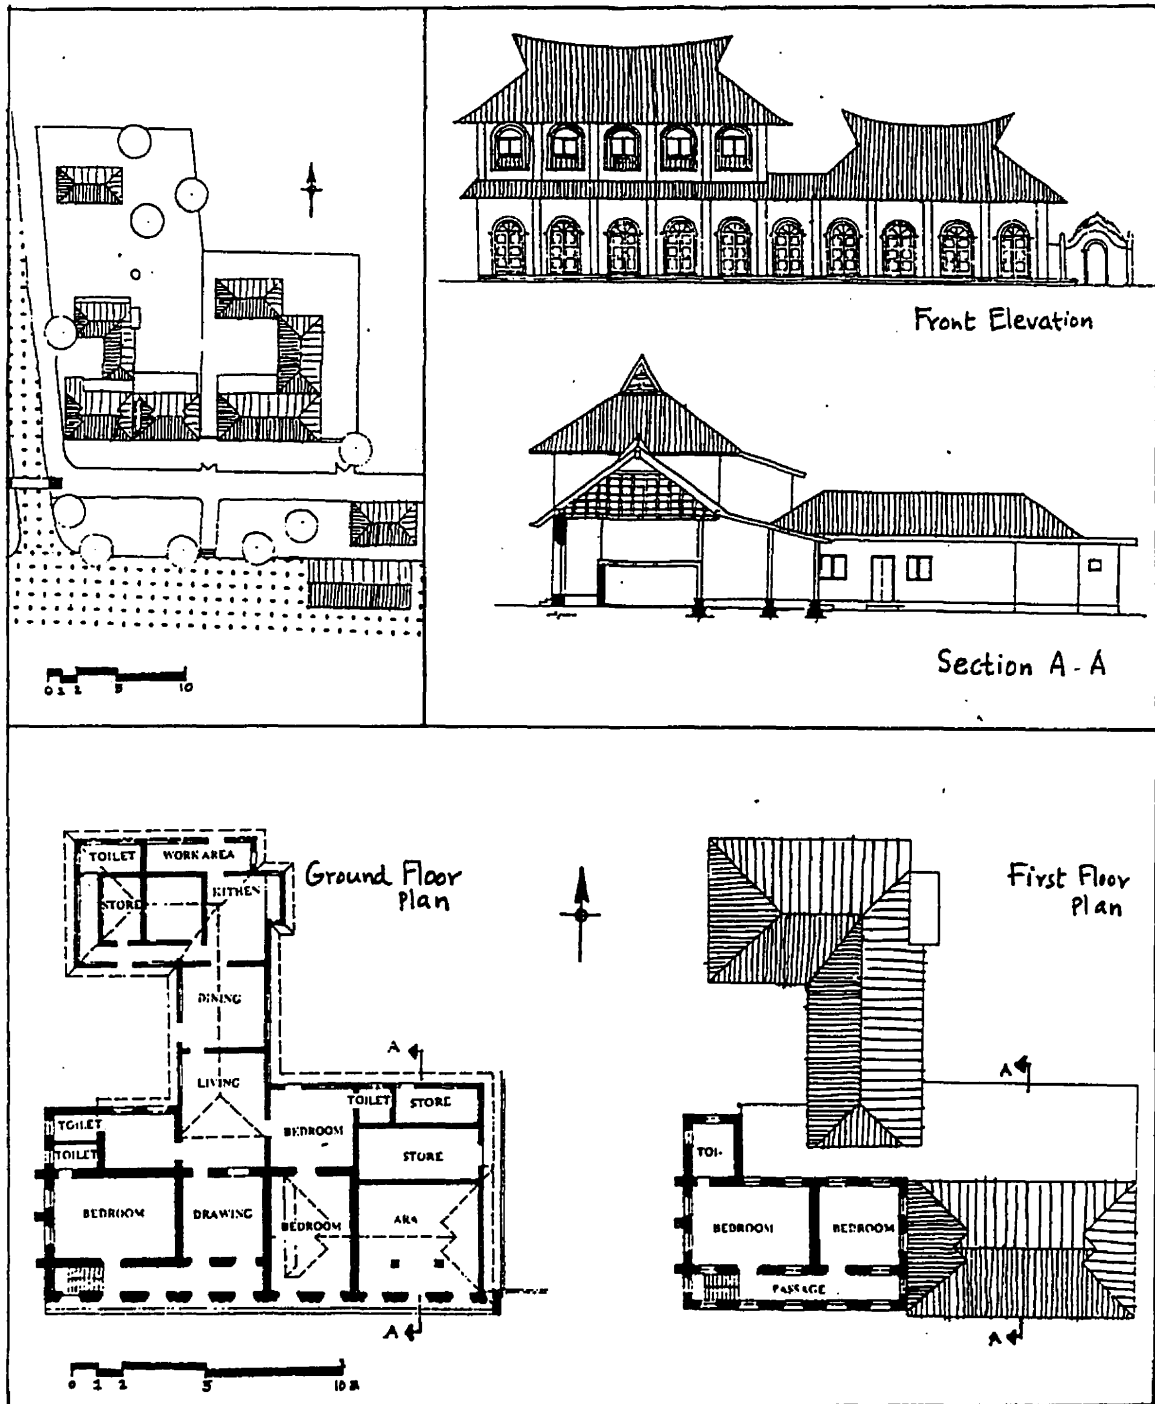 Front Elevation
Section A - A
0 1 2 5 10
Ground Floor
Plan
TOILET
WORK AREA
KITHEN
STORE
DINING
A
LIVING
TOILET
STORE
TOILET
BEDROOM
TOILET
STORE
BEDROOM
DRAWING
BEDROOM
ARA
A
0 1 2 5 10 m
First Floor
Plan
A
TOI-
BEDROOM
BEDROOM
PASSAGE
A